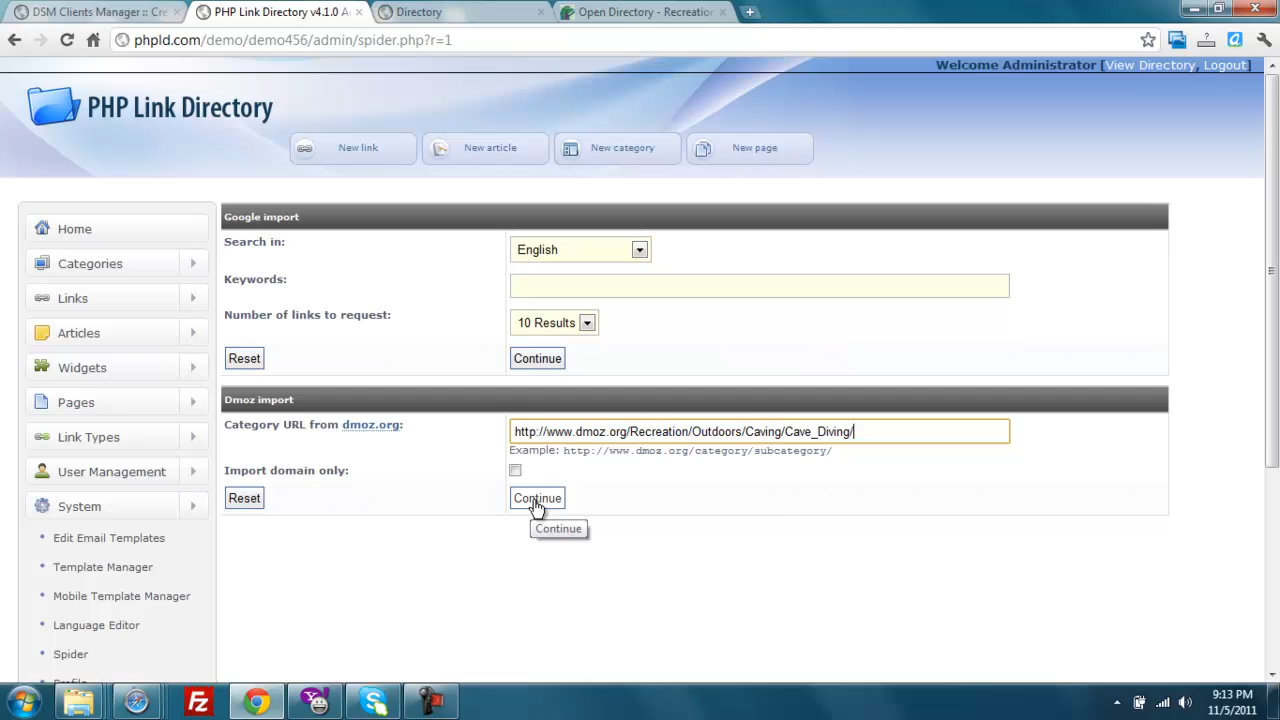 DSM Clients Manager :: Cre
PHP Link Directory v4.1.0 A
Directory
Open Directory - Recreation
phpld.com/demo/demo456/admin/spider.php?r=1
Welcome Administrator [View Directory, Logout]
PHP Link Directory
New link
New article
New category
New page
Home
Categories
Links
Articles
Widgets
Pages
Link Types
User Management
System
Edit Email Templates
Template Manager
Mobile Template Manager
Language Editor
Spider
Google import
Search in:
English
Keywords:
Number of links to request:
10 Results
Reset
Continue
Dmoz import
Category URL from dmoz.org:
http://www.dmoz.org/Recreation/Outdoors/Caving/Cave_Diving/
Example: http://www.dmoz.org/category/subcategory/
Import domain only:
Reset
Continue
Continue
9:13 PM
11/5/2011